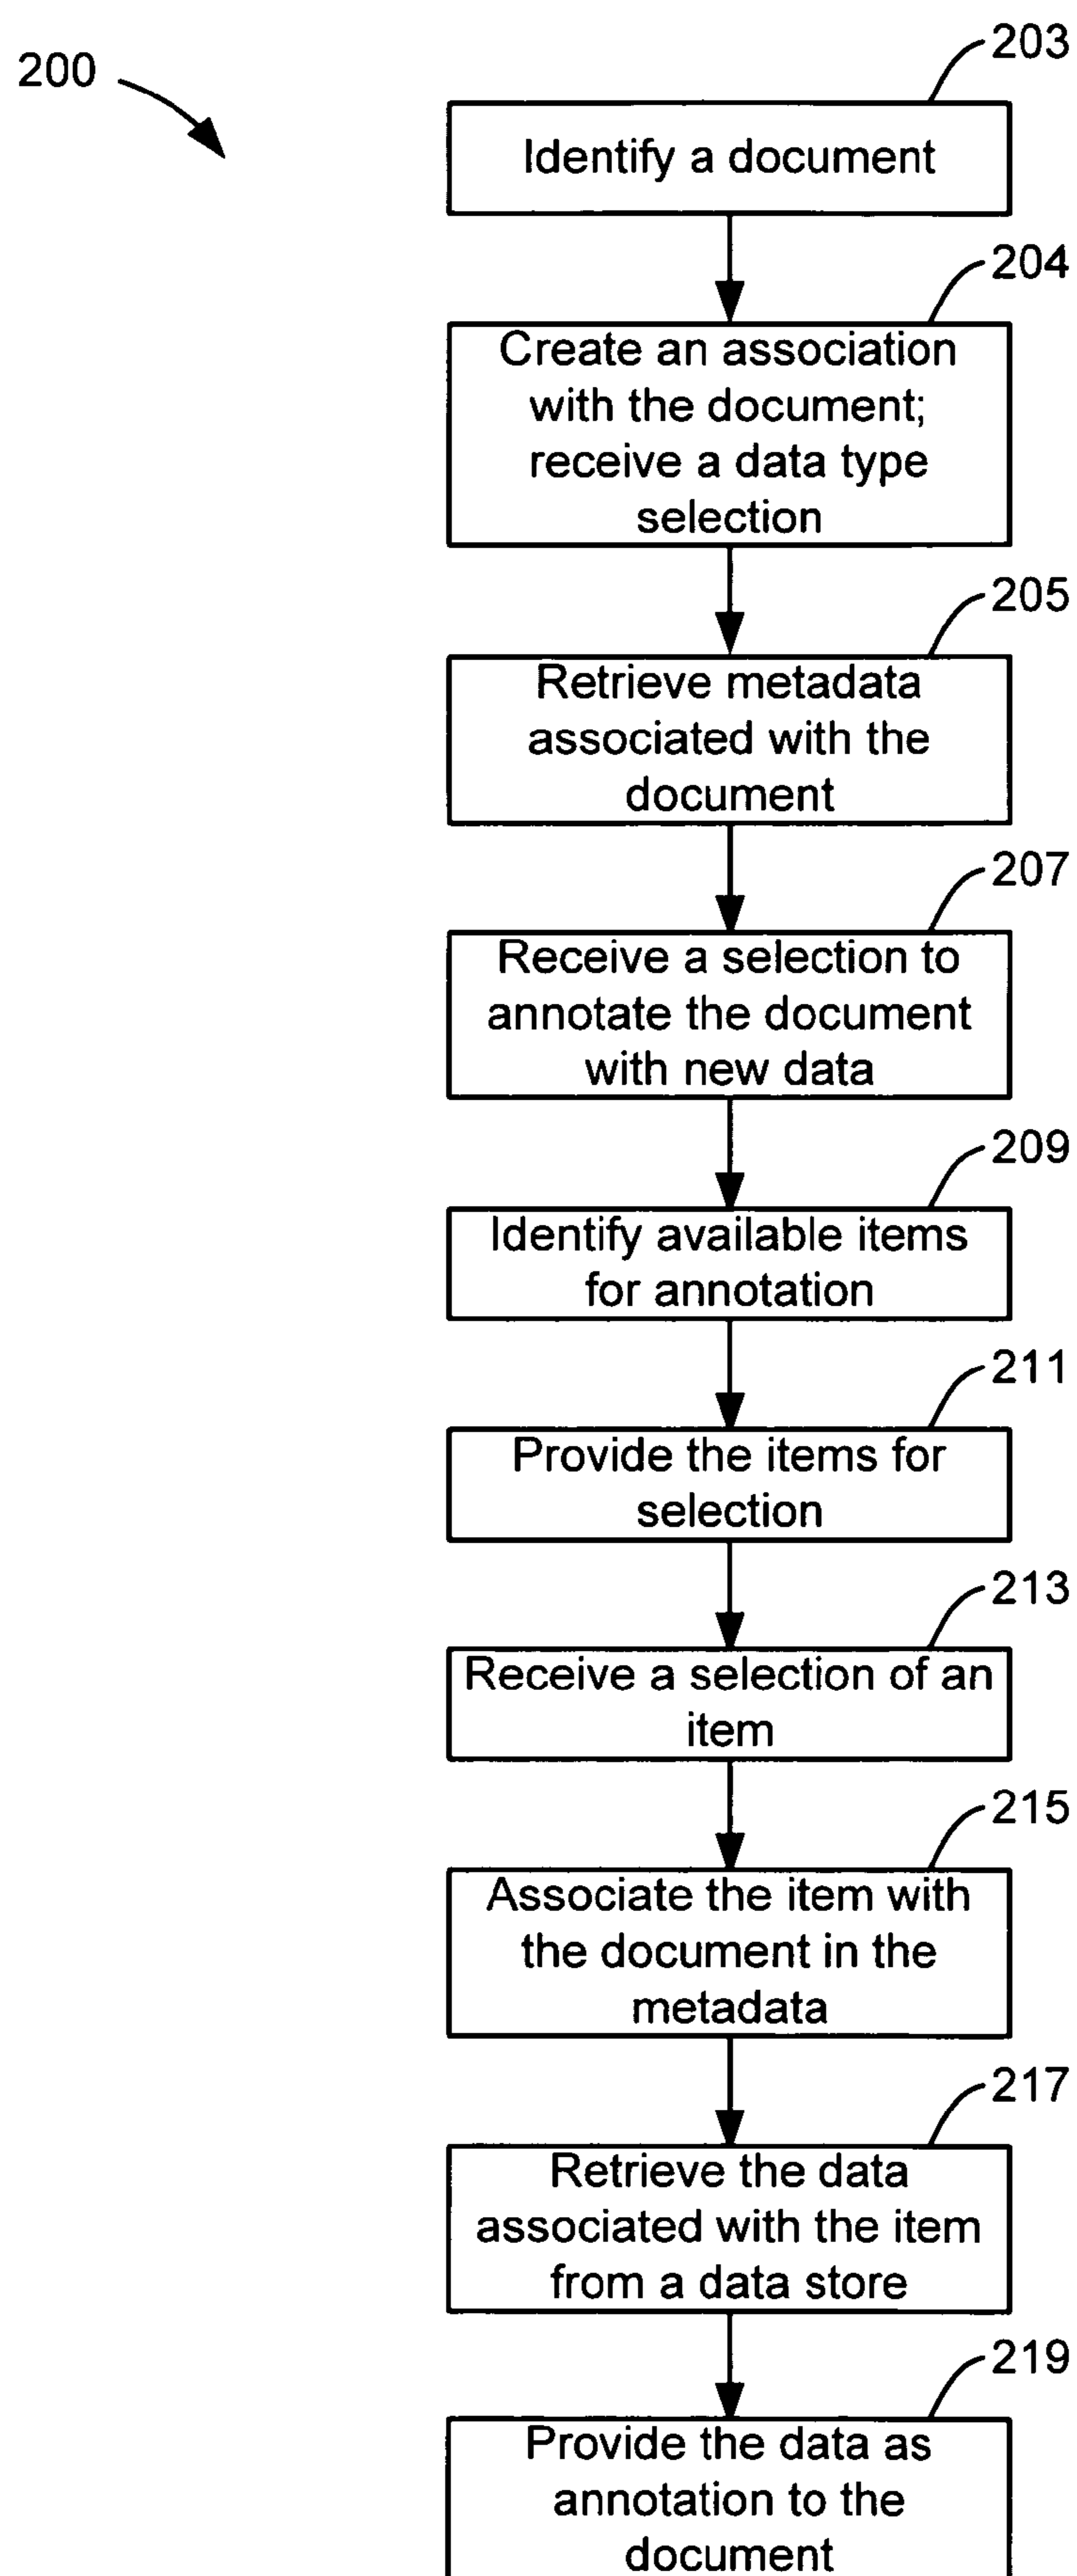 200
203
Identify a document
204
Create an association
with the document;
receive a data type
selection
205
Retrieve metadata
associated with the
document
207
Receive a selection to
annotate the document
with new data
209
Identify available items
for annotation
211
Provide the items for
selection
213
Receive a selection of an
item
215
Associate the item with
the document in the
metadata
217
Retrieve the data
associated with the item
from a data store
219
Provide the data as
annotation to the
document